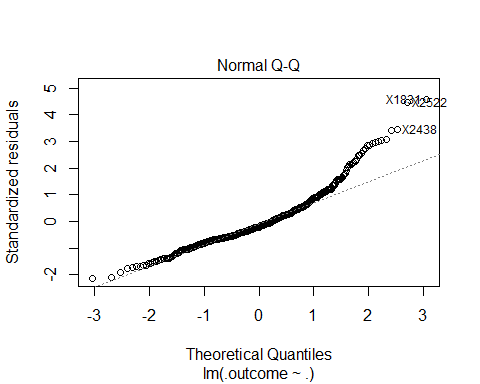 Normal Q-Q
Standardized residuals
5
4
3
2
1
0
-2
X1831
X2522
X2438
-3 -2 -1 0 1 2 3
Theoretical Quantiles
lm(.outcome ~ .)